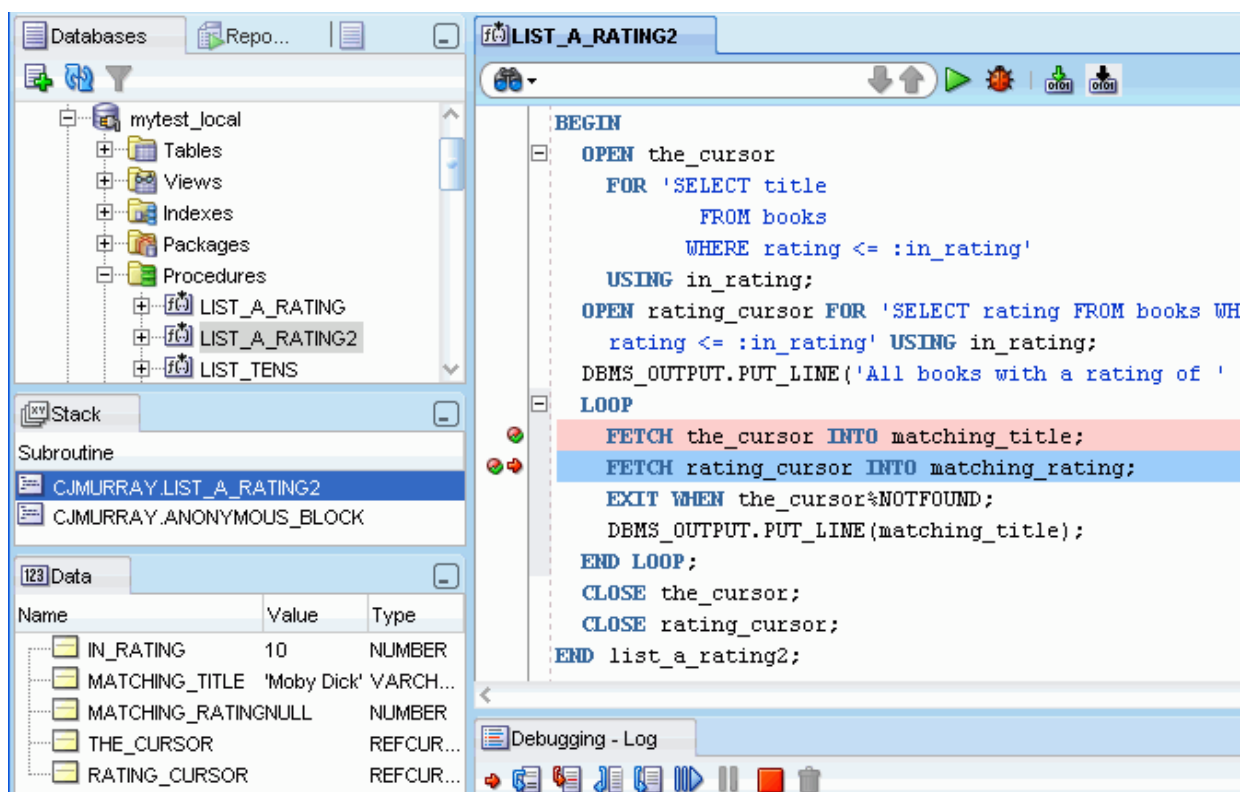 Databases
Repo...
mytest_local
Tables
Views
Indexes
Packages
Procedures
LIST_A_RATING
LIST_A_RATING2
LIST_TENS
Stack
Subroutine
CJMURRAY.LIST_A_RATING2
CJMURRAY.ANONYMOUS_BLOCK
Data
Name Value Type
IN_RATING 10 NUMBER
MATCHING_TITLE 'Moby Dick' VARCH...
MATCHING_RATING NULL NUMBER
THE_CURSOR REFCUR...
RATING_CURSOR REFCUR...
LIST_A_RATING2
BEGIN
OPEN the_cursor
FOR 'SELECT title
FROM books
WHERE rating <= :in_rating'
USING in_rating;
OPEN rating_cursor FOR 'SELECT rating FROM books WH
rating <= :in_rating' USING in_rating;
DBMS_OUTPUT.PUT_LINE('All books with a rating of '
LOOP
FETCH the_cursor INTO matching_title;
FETCH rating_cursor INTO matching_rating;
EXIT WHEN the_cursor%NOTFOUND;
DBMS_OUTPUT.PUT_LINE(matching_title);
END LOOP;
CLOSE the_cursor;
CLOSE rating_cursor;
END list_a_rating2;
Debugging - Log